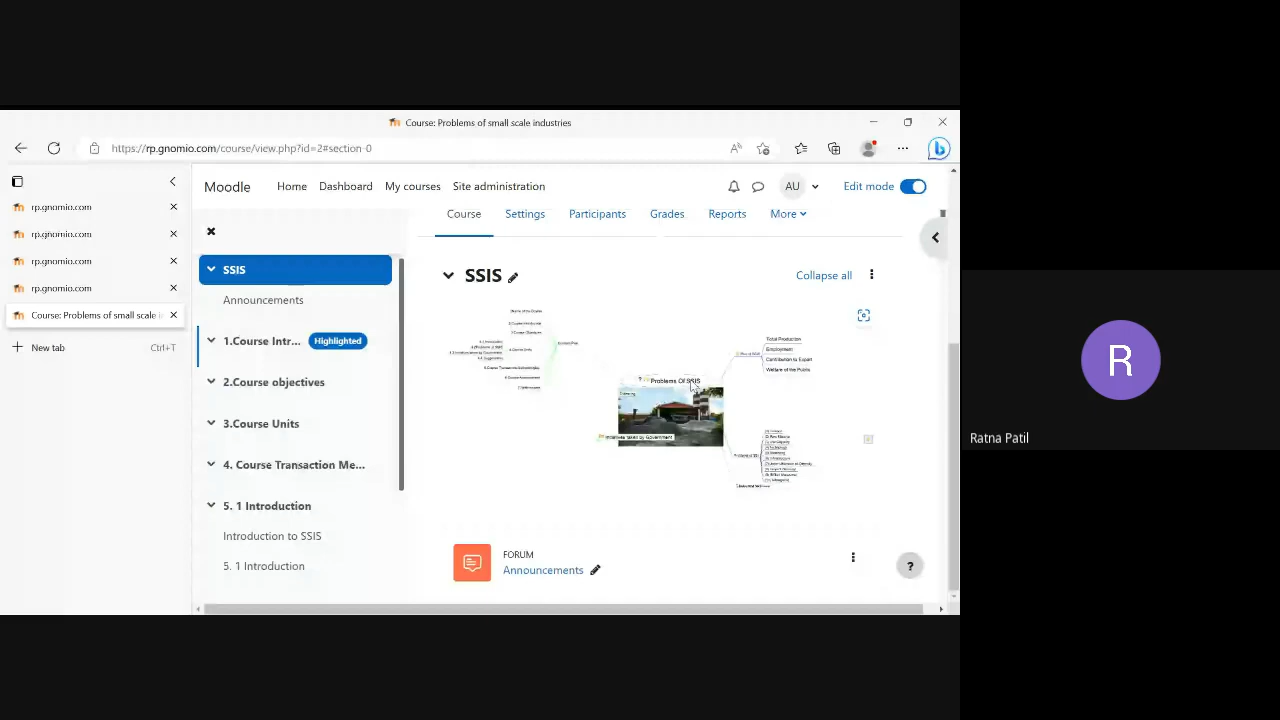 Course: Problems of small scale industries
https://rp.gnomio.com/course/view.php?id=2#section-0
rp.gnomio.com
rp.gnomio.com
rp.gnomio.com
rp.gnomio.com
Course: Problems of small scale i
New tab
Ctrl+T
Moodle
Home
Dashboard
My courses
Site administration
AU
Edit mode
Course
Settings
Participants
Grades
Reports
More
SSIS
Announcements
1.Course Intr...
Highlighted
2.Course objectives
3.Course Units
4. Course Transaction Me...
5. 1 Introduction
Introduction to SSIS
5. 1 Introduction
SSIS
Collapse all
Problems Of SSIS
Initiatives taken by Government
Total Production
Employment
Contribution to Export
Welfare of the Public
FORUM
Announcements
?
R
Ratna Patil